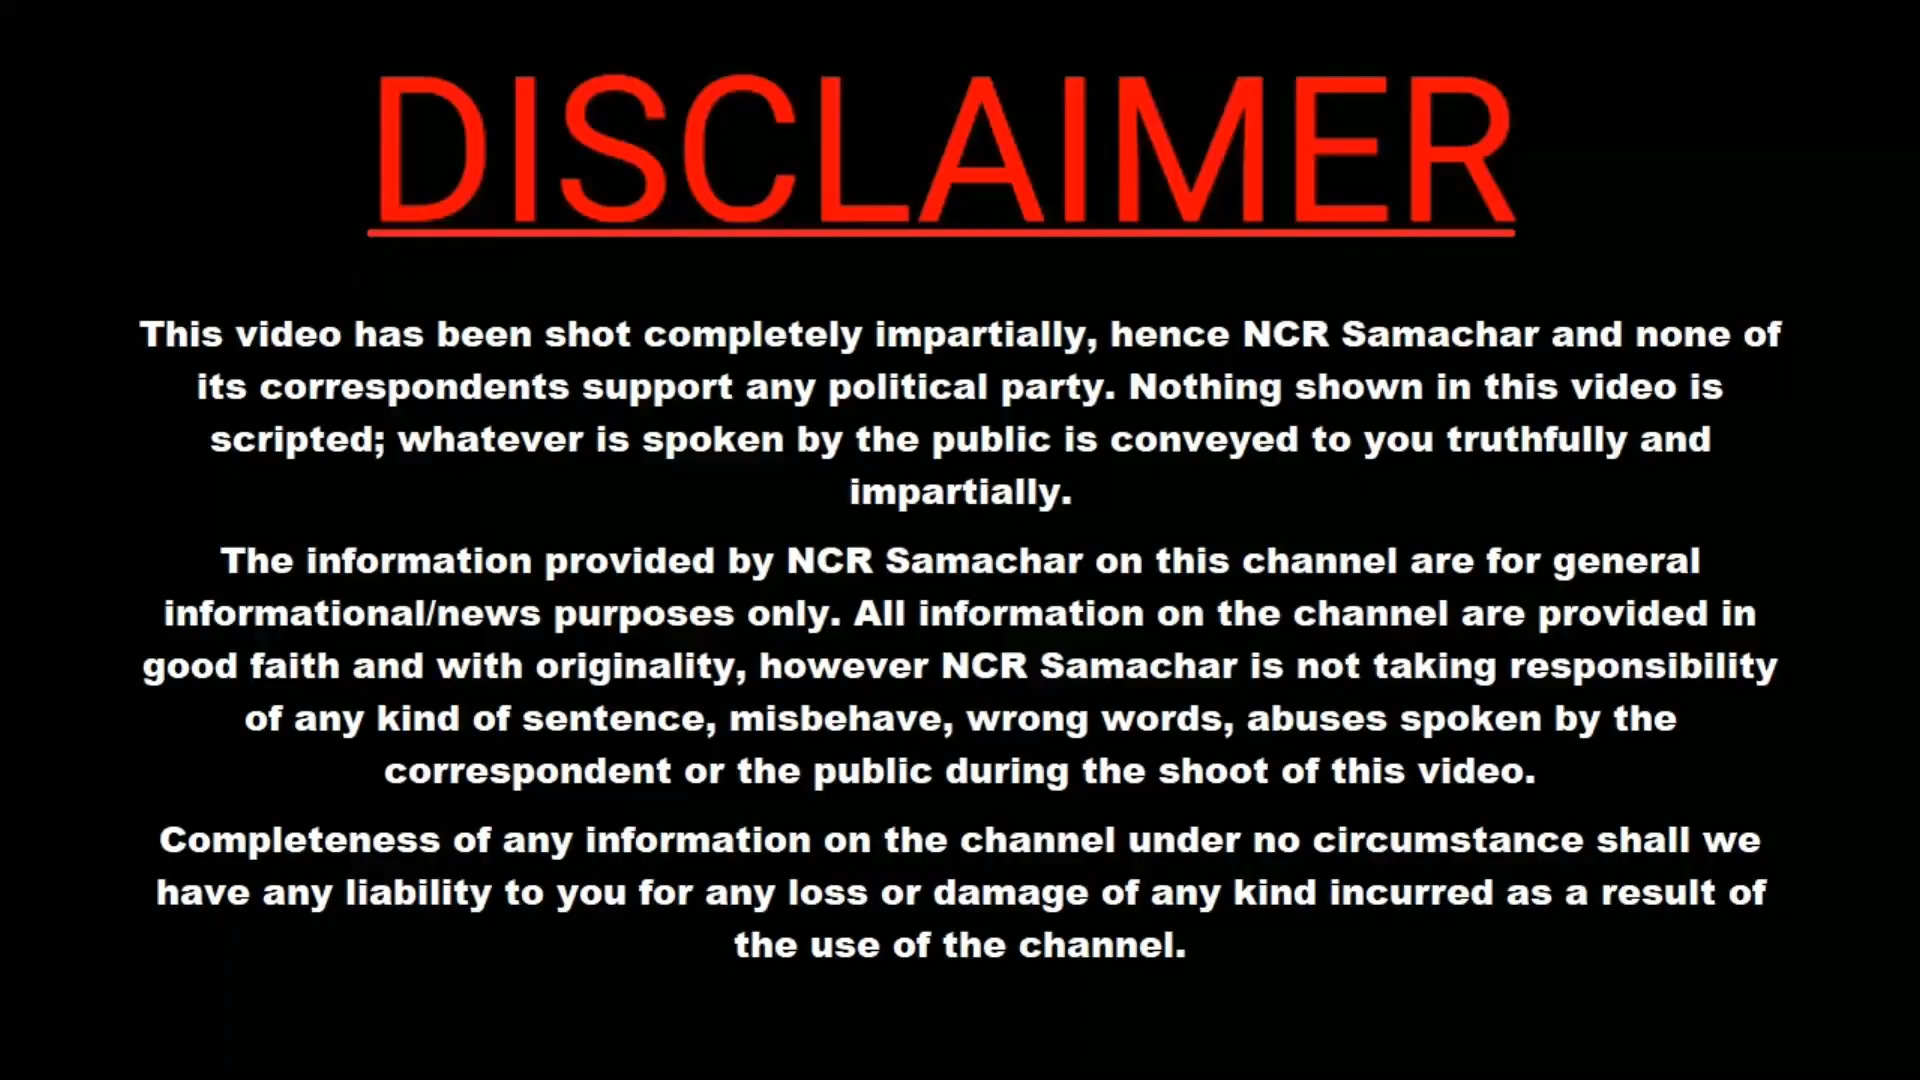 DISCLAIMER
This video has been shot completely impartially, hence NCR Samachar and none of
its correspondents support any political party. Nothing shown in this video is
scripted; whatever is spoken by the public is conveyed to you truthfully and
impartially.
The information provided by NCR Samachar on this channel are for general
informational/news purposes only. All information on the channel are provided in
good faith and with originality, however NCR Samachar is not taking responsibility
of any kind of sentence, misbehave, wrong words, abuses spoken by the
correspondent or the public during the shoot of this video.
Completeness of any information on the channel under no circumstance shall we
have any liability to you for any loss or damage of any kind incurred as a result of
the use of the channel.